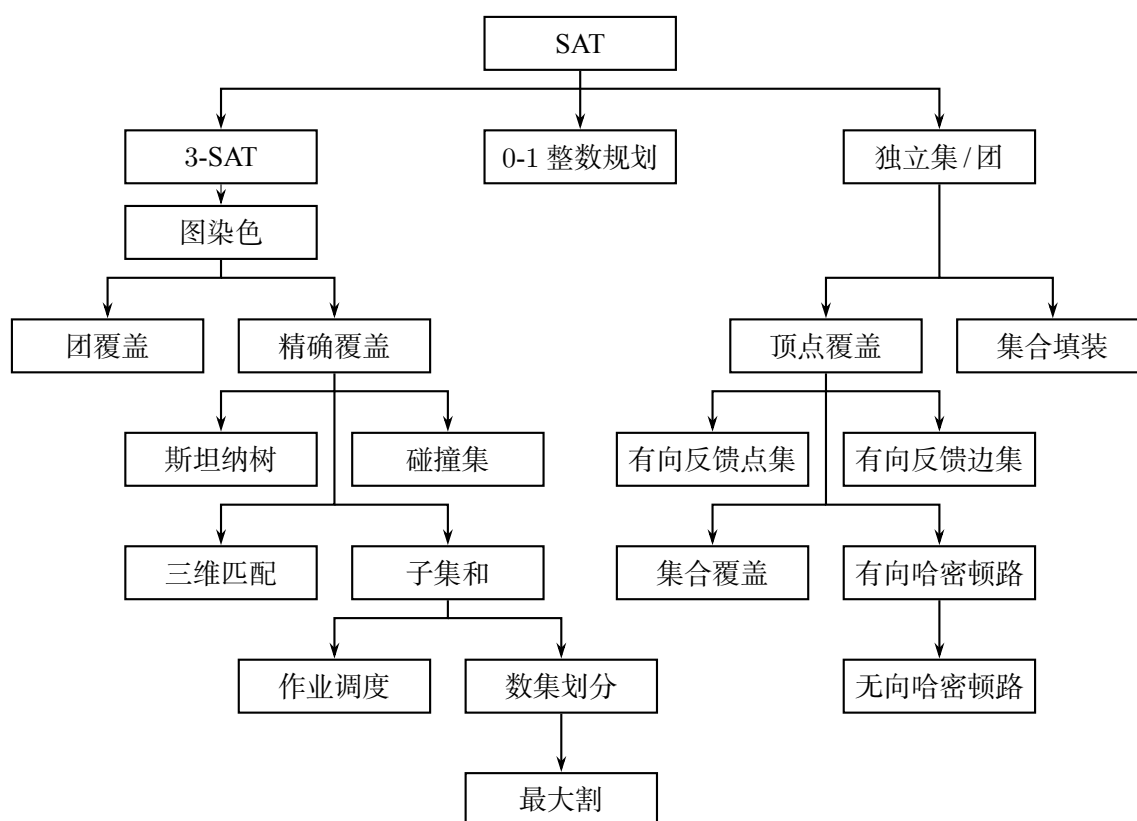 SAT
3-SAT
0-1 整数规划
独立集 / 团
图染色
团覆盖
精确覆盖
顶点覆盖
集合填装
斯坦纳树
碰撞集
有向反馈点集
有向反馈边集
三维匹配
子集和
集合覆盖
有向哈密顿路
作业调度
数集划分
无向哈密顿路
最大割